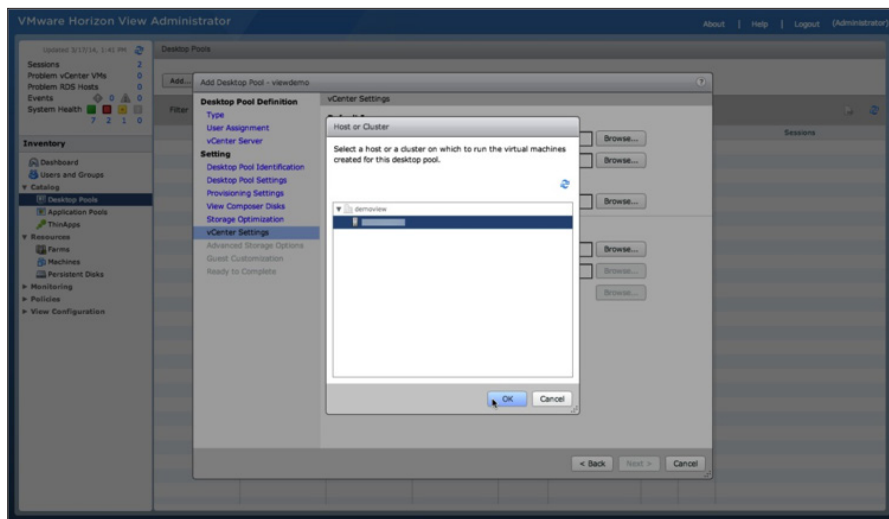 VMware Horizon View Administrator
About | Help | Logout (Administrator)
Updated 3/17/14, 1:41 PM
Sessions 2
Problem vCenter VMs 0
Problem RDS Hosts 0
Events 0 0
System Health
7 2 1 0
Inventory
Dashboard
Users and Groups
Catalog
Desktop Pools
Application Pools
ThinApps
Resources
Farms
Machines
Persistent Disks
Monitoring
Policies
View Configuration
Desktop Pools
Add...
Filter
Sessions
Add Desktop Pool - viewdemo
Desktop Pool Definition
Type
User Assignment
vCenter Server
Setting
Desktop Pool Identification
Desktop Pool Settings
Provisioning Settings
View Composer Disks
Storage Optimization
vCenter Settings
Advanced Storage Options
Guest Customization
Ready to Complete
vCenter Settings
Browse...
Browse...
Browse...
Browse...
Browse...
Browse...
Host or Cluster
Select a host or a cluster on which to run the virtual machines
created for this desktop pool.
demoview
OK Cancel
< Back Next > Cancel